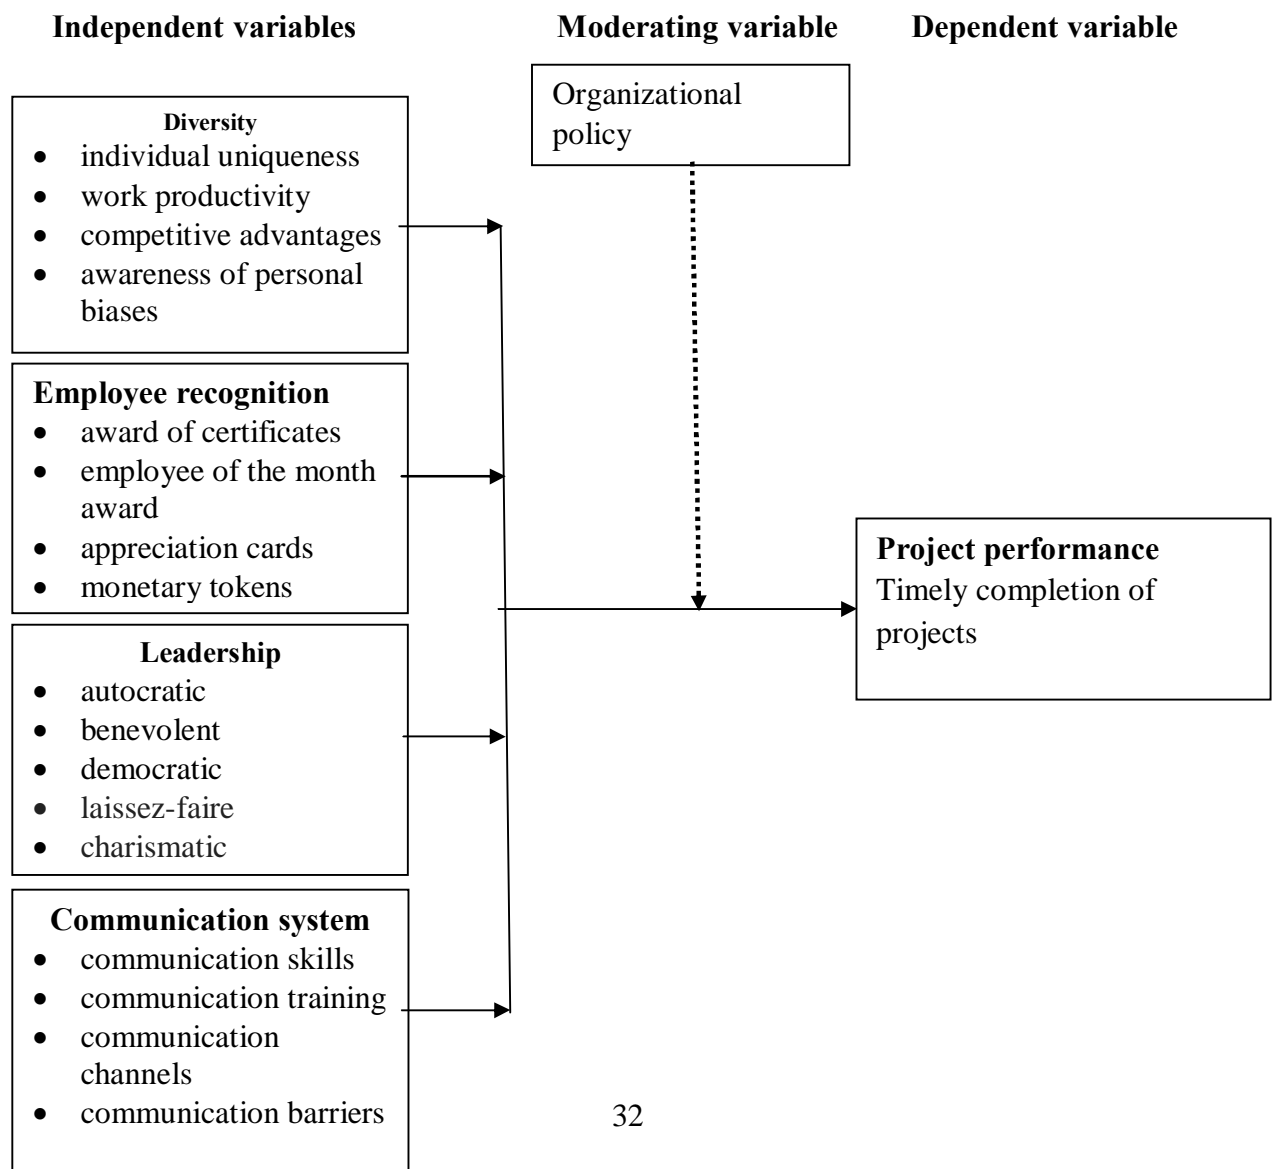 Independent variables
Moderating variable
Dependent variable
Organizational
policy
Diversity
• individual uniqueness
• work productivity
• competitive advantages
• awareness of personal
biases
Employee recognition
• award of certificates
• employee of the month
award
• appreciation cards
• monetary tokens
Project performance
Timely completion of
projects
Leadership
• autocratic
• benevolent
• democratic
• laissez-faire
• charismatic
Communication system
• communication skills
• communication training
• communication
channels
• communication barriers
32